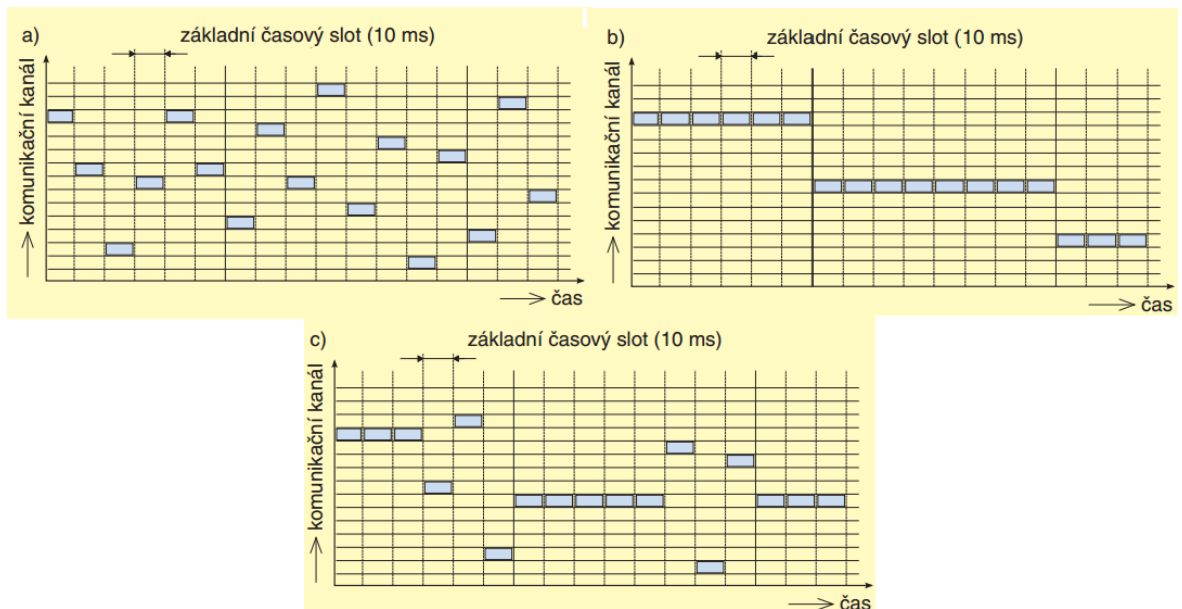 a)
základní časový slot (10 ms)
komunikační kanál
čas
b)
základní časový slot (10 ms)
komunikační kanál
čas
c)
základní časový slot (10 ms)
komunikační kanál
čas